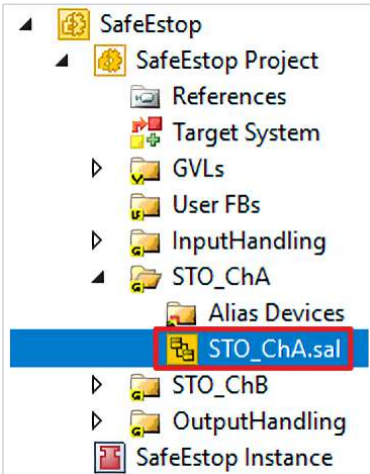 SafeEstop
SafeEstop Project
References
Target System
GVLs
User FBs
InputHandling
STO_ChA
Alias Devices
STO_ChA.sal
STO_ChB
OutputHandling
SafeEstop Instance